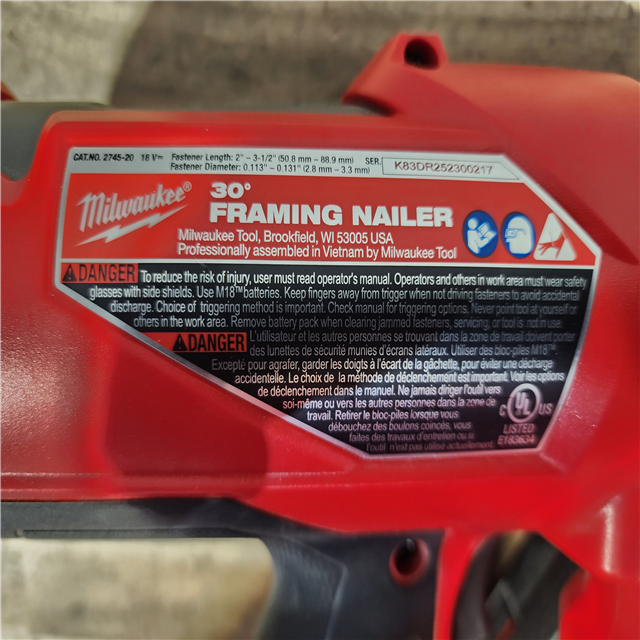 CAT.NO. 2745-20 18 V⎓ Fastener Length: 2" – 3-1/2" (50.8 mm – 88.9 mm) SER.
Fastener Diameter: 0.113" – 0.131" (2.8 mm – 3.3 mm)
K83DR252300217
Milwaukee®
30°
FRAMING NAILER
Milwaukee Tool, Brookfield, WI 53005 USA
Professionally assembled in Vietnam by Milwaukee Tool
DANGER To reduce the risk of injury, user must read operator's manual. Operators and others in work area must wear safety
glasses with side shields. Use M18™ batteries. Keep fingers away from trigger when not driving fasteners to avoid accidental
discharge. Choice of triggering method is important. Check manual for triggering options. Never point tool at yourself or
others in the work area. Remove battery pack when clearing jammed fasteners, servicing, or tool is not in use.
DANGER L'utilisateur et les autres personnes se trouvant dans la zone de travail doivent porter
des lunettes de sécurité munies d'écrans latéraux. Utiliser des bloc-piles M18™.
Excepté pour agrafer, garder les doigts à l'écart de la gâchette, pour éviter une décharge
accidentelle. Le choix de la méthode de déclenchement est important. Voir les options
de déclenchement dans le manuel. Ne jamais diriger l'outil vers
soi-même ou vers les autres personnes dans la zone de
travail. Retirer le bloc-piles lorsque vous
débouchez des boulons coincés, vous
faites des travaux d'entretien ou la
l'outil. n'est pas utilisé actuellement.
C UL US
LISTED
E183634